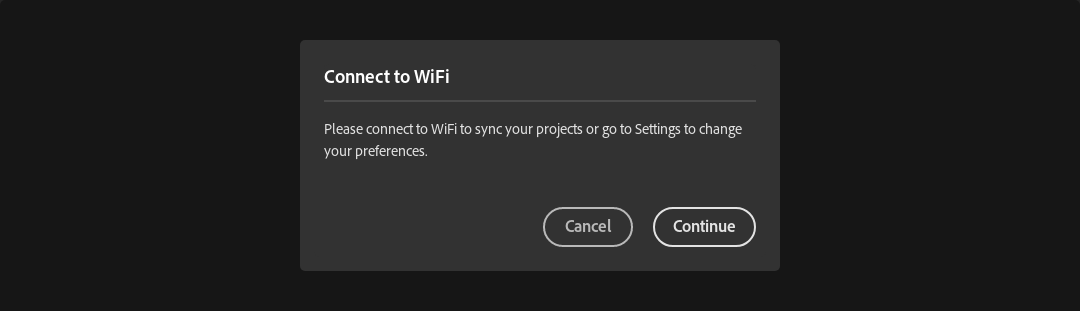 Connect to WiFi
Please connect to WiFi to sync your projects or go to Settings to change
your preferences.
Cancel
Continue